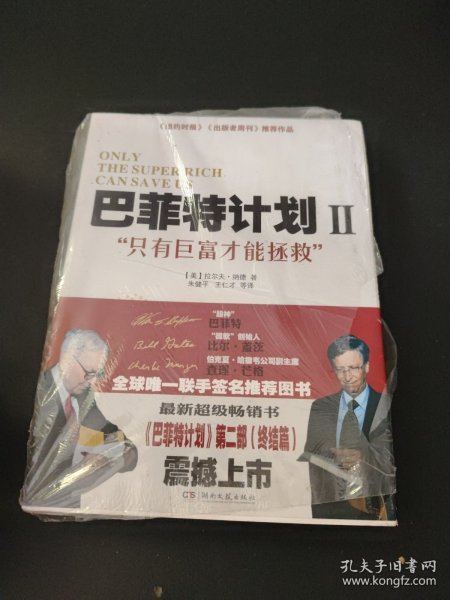 《纽约时报》《出版者周刊》推荐作品
ONLY
THE SUPER RICH
CAN SAVE US
巴菲特计划 II
“只有巨富才能拯救”
【美】拉尔夫·纳德 著
朱健平 王仁才 等译
“股神”
巴菲特
“微软”创始人
比尔·盖茨
伯克夏·哈撒韦公司副主席
查理·芒格
全球唯一联手签名推荐图书
最新超级畅销书
《巴菲特计划》第二部（终结篇）
震撼上市
CS 湖南文艺出版社
孔夫子旧书网
www.kongfz.com